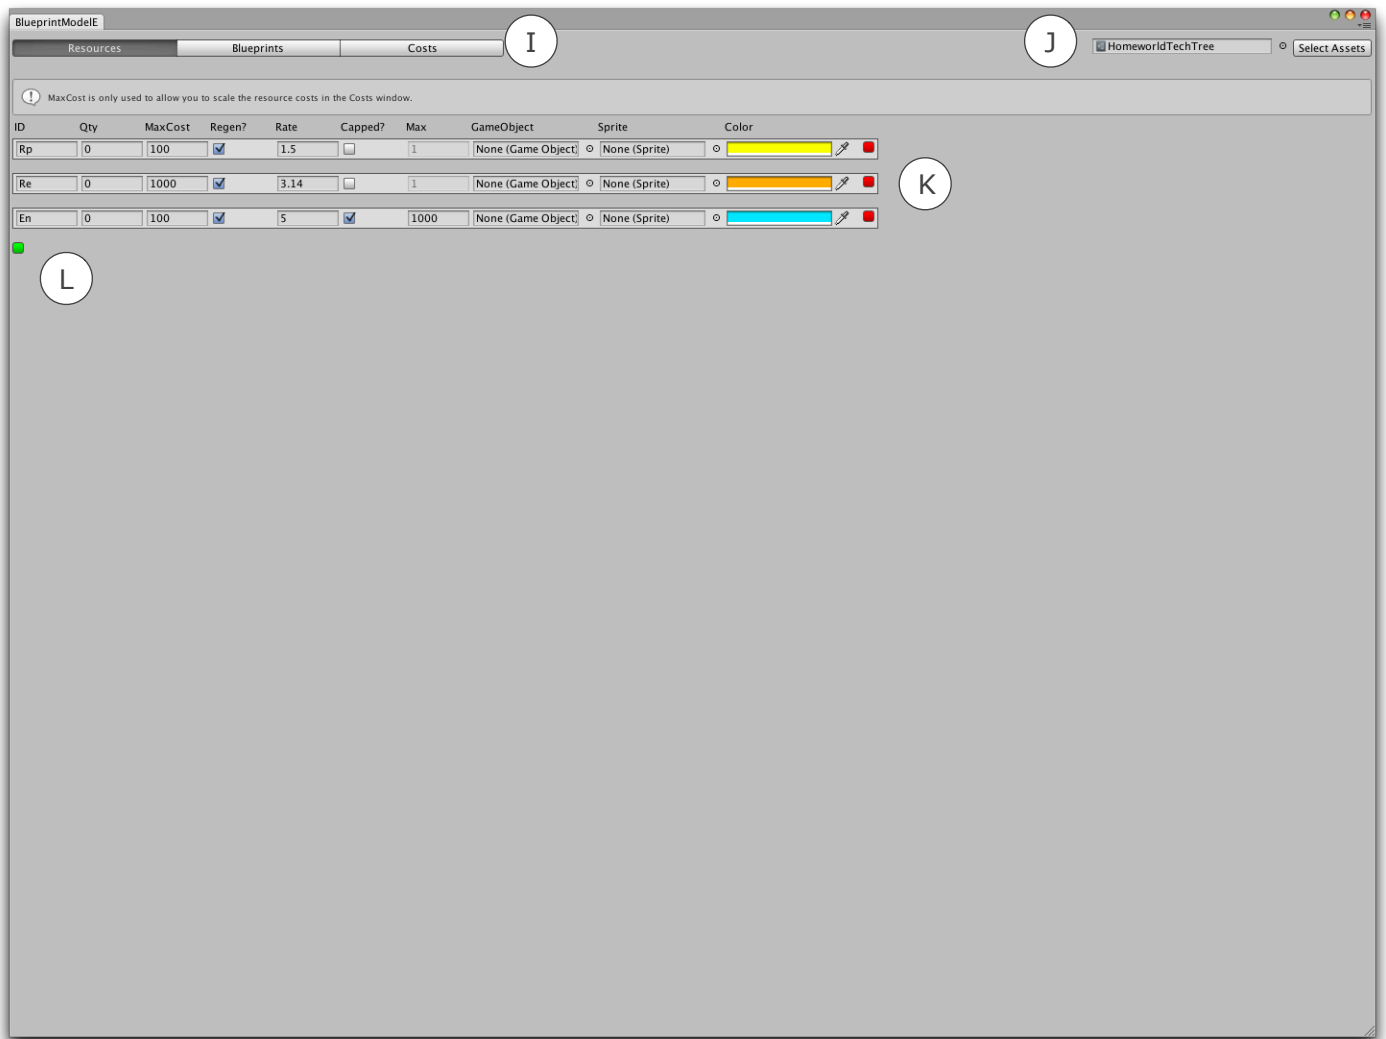 BlueprintModelE
Resources Blueprints Costs I J HomeworldTechTree Select Assets
MaxCost is only used to allow you to scale the resource costs in the Costs window.
ID Qty MaxCost Regen? Rate Capped? Max GameObject Sprite Color
Rp 0 100 1.5 1 None (Game Object) None (Sprite)
Re 0 1000 3.14 1 None (Game Object) None (Sprite) K
En 0 100 5 1000 None (Game Object) None (Sprite)
L